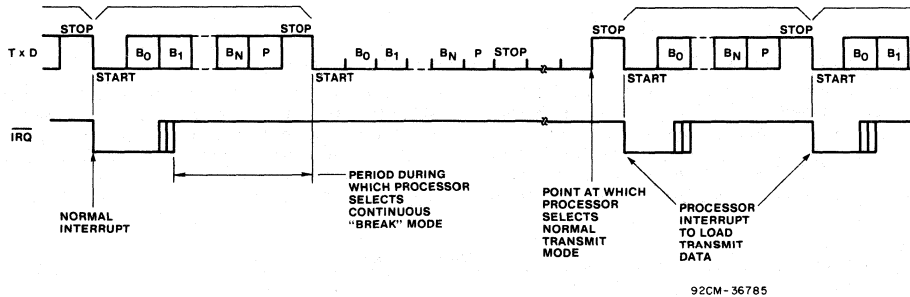 STOP STOP STOP STOP
T x D B0 B1 BN P B0 B1 BN P STOP B0 BN P B0 B1
START START START START
IRQ
NORMAL
INTERRUPT
PERIOD DURING
WHICH PROCESSOR
SELECTS
CONTINUOUS
"BREAK" MODE
POINT AT WHICH
PROCESSOR
SELECTS
NORMAL
TRANSMIT
MODE
PROCESSOR
INTERRUPT
TO LOAD
TRANSMIT
DATA
92CM-36785